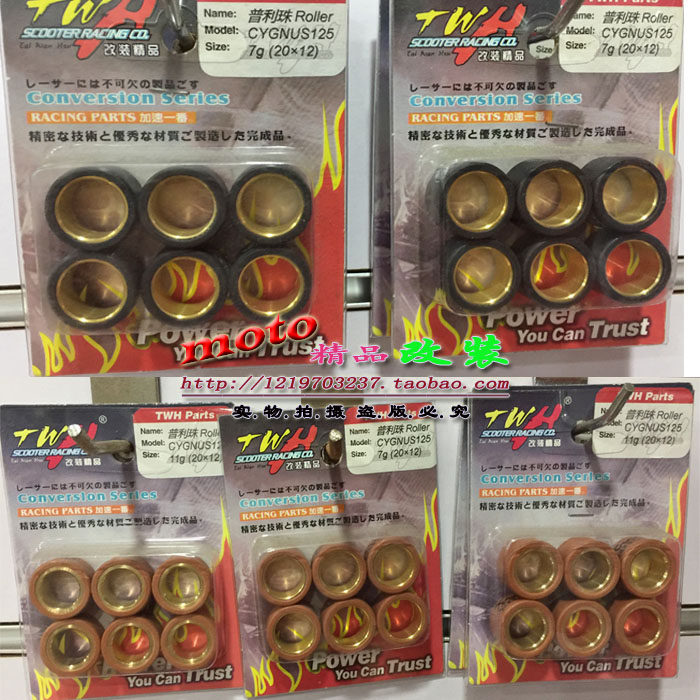 TWH
SCOOTER RACING CO.
Tai Wan Han
改装精品
Name: 普利珠 Roller
Model: CYGNUS125
Size: 7g (20×12)
レーサーには不可欠の製品ごす
Conversion Series
RACING PARTS 加速一番
精密な技術と優秀な材質ご製造した完成品。
Power
You Can Trust
TWH Parts
TWH
SCOOTER RACING CO.
改装精品
Name: 普利珠 Roller
Model: CYGNUS125
Size: 7g (20×12)
レーサーには不可欠の製品ごす
Conversion Series
RACING PARTS 加速一番
精密な技術と優秀な材質ご製造した完成品。
Power
You Can Trust
moto 精品 改装
http://1219703237.taobao.com
实.物.拍.摄 盗.版.必.究
TWH Parts
TWH ®
SCOOTER RACING CO.
改装精品
Name: 普利珠 Roller
Model: CYGNUS12
Size: 11g (20×12)
レーサーには不可欠の製品ごす
Conversion Series
RACING PARTS 加速一番
精密な技術と優秀な材質ご製造した完成品。
You Can Trust
TWH
SCOOTER RACING CO.
改装精品
普利珠 Roller
Model: CYGNUS125
Size: 7g (20×12)
レーサーには不可欠の製品ごす
Conversion Series
RACING PARTS 加速一番
精密な技術と優秀な材質ご製造した完成品。
Power
You Can Trust
TWH Parts
TWH ®
SCOOTER RACING CO.
改装精品
Name: 普利珠 Roller
Model: CYGNUS125
11g (20×12)
レーサーには不可欠の製品ごす
Conversion Series
RACING PARTS 加速一番
精密な技術と優秀な材質ご製造した完成品。
You Can Trust